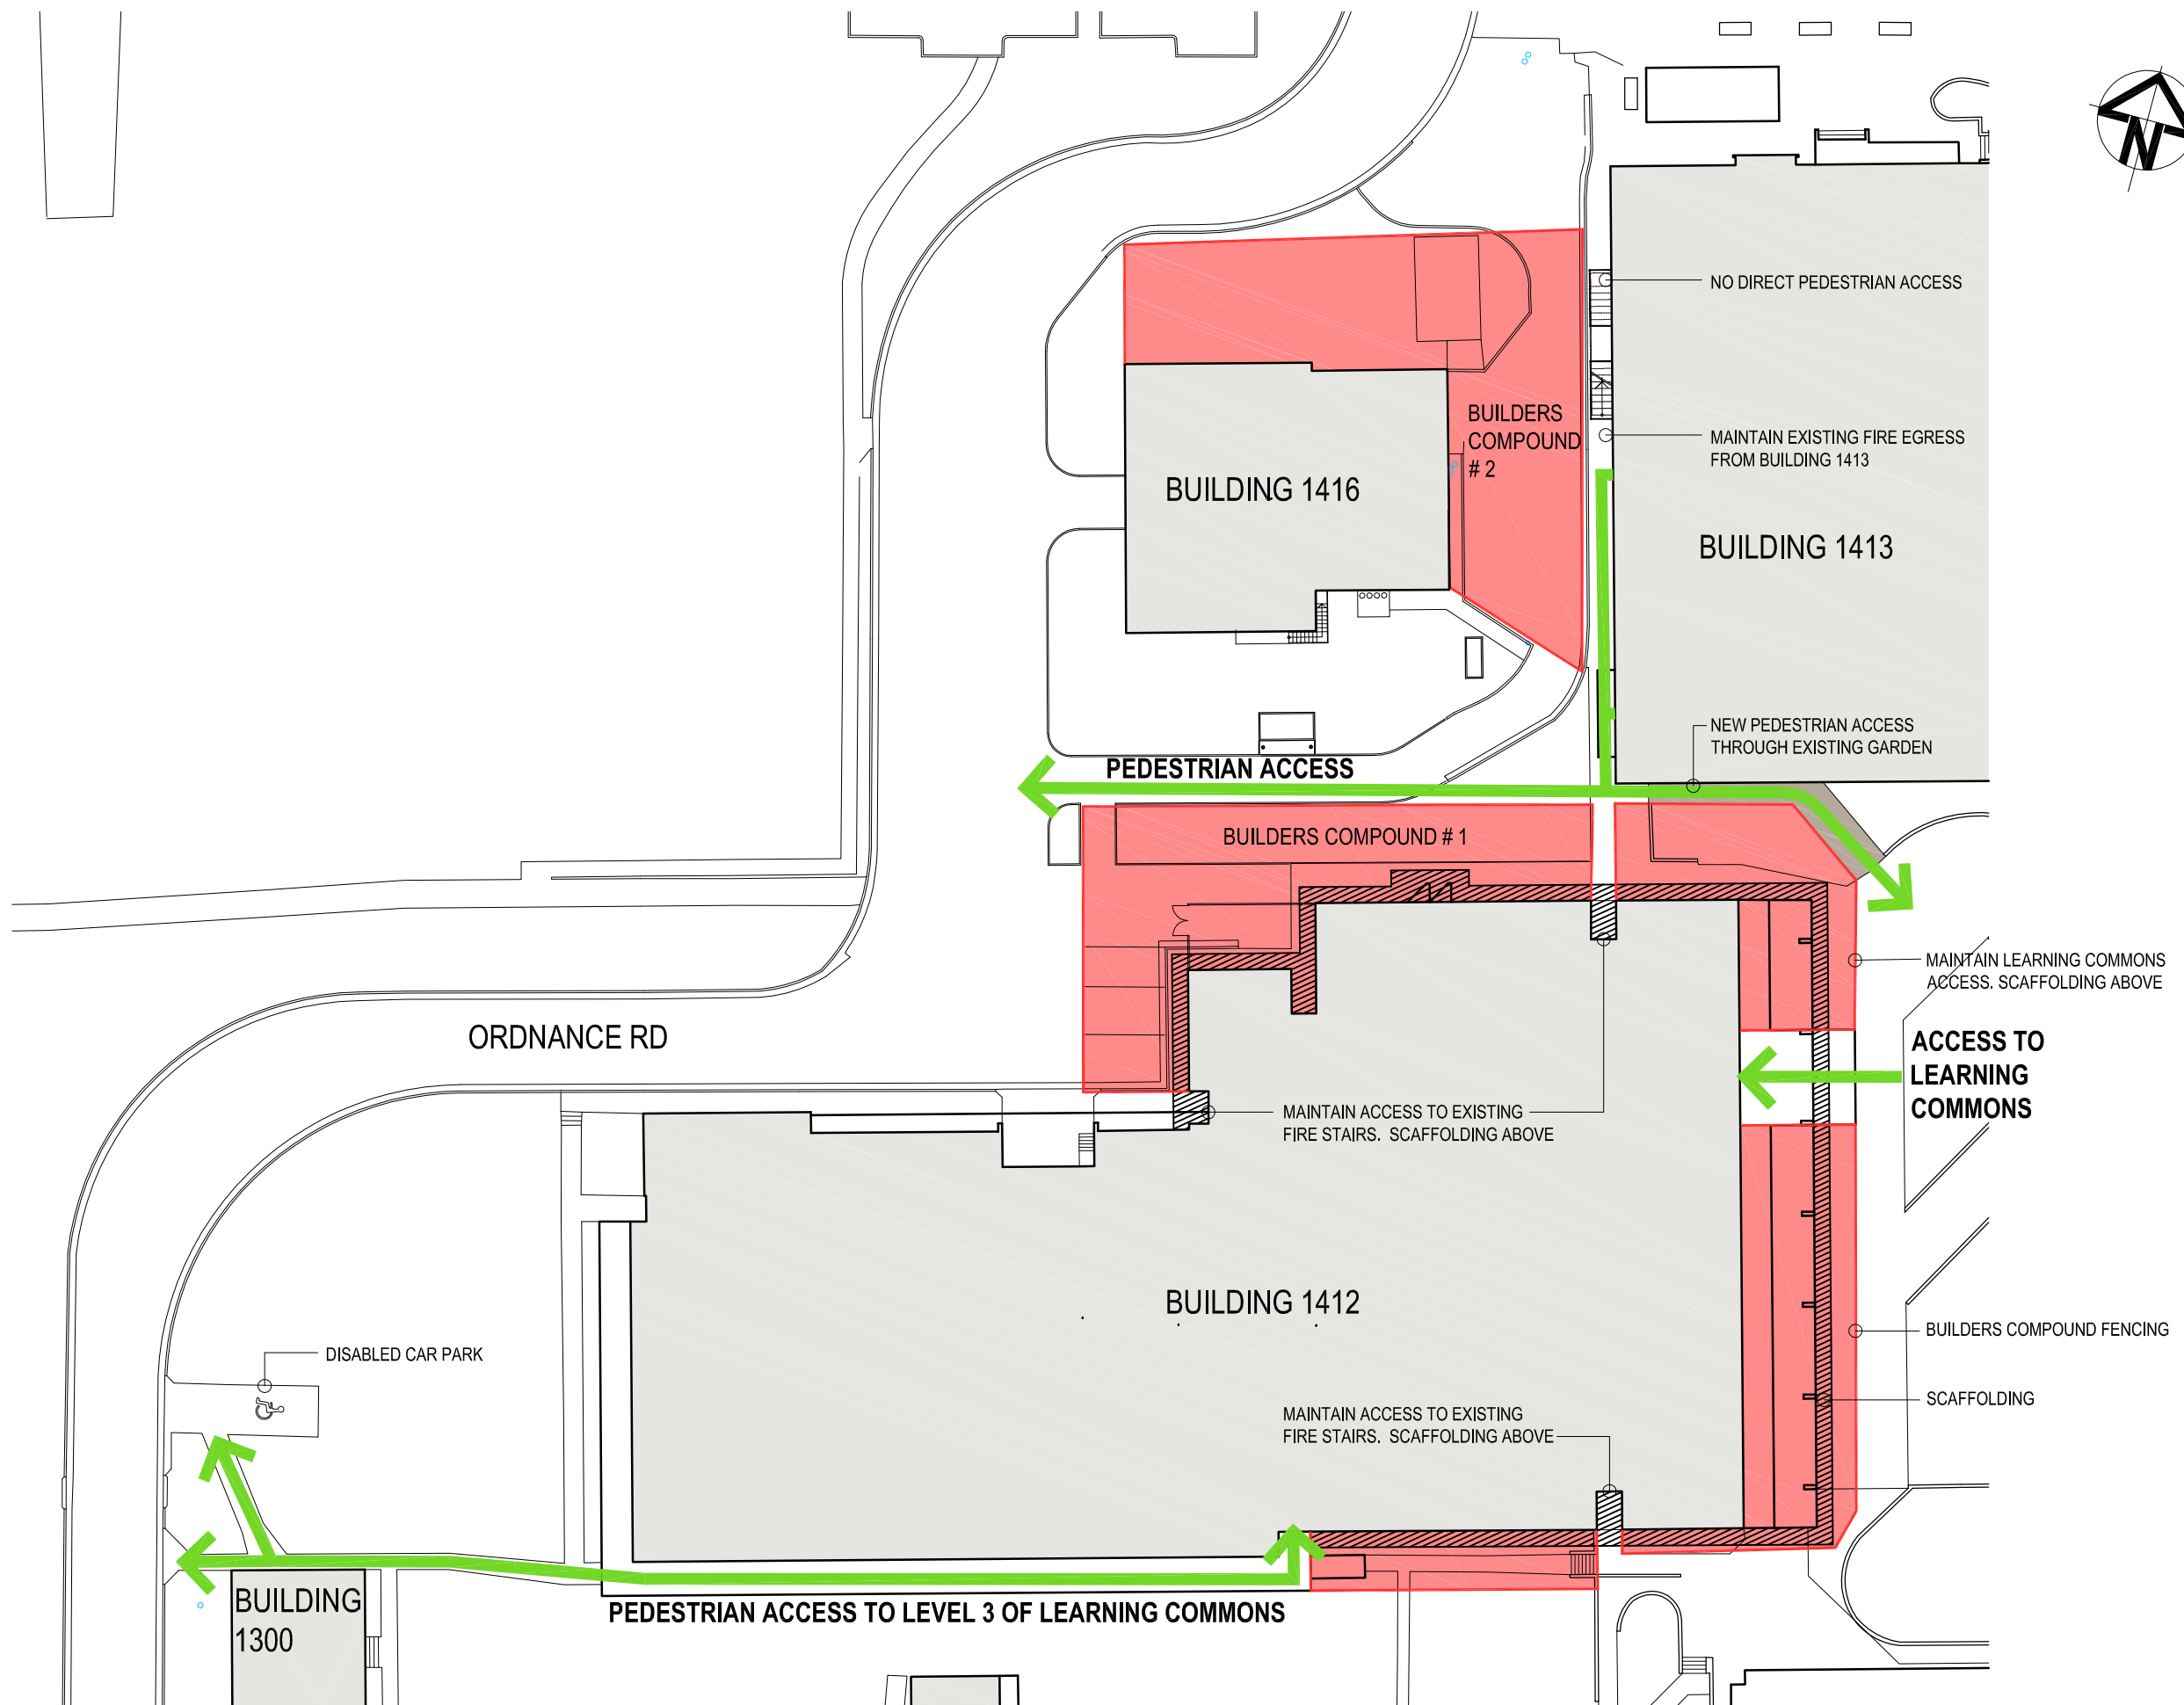 N
NO DIRECT PEDESTRIAN ACCESS
BUILDERS
COMPOUND
# 2
MAINTAIN EXISTING FIRE EGRESS
FROM BUILDING 1413
BUILDING 1416
BUILDING 1413
NEW PEDESTRIAN ACCESS
THROUGH EXISTING GARDEN
PEDESTRIAN ACCESS
BUILDERS COMPOUND # 1
MAINTAIN LEARNING COMMONS
ACCESS. SCAFFOLDING ABOVE
ORDNANCE RD
ACCESS TO
LEARNING
COMMONS
MAINTAIN ACCESS TO EXISTING
FIRE STAIRS. SCAFFOLDING ABOVE
BUILDING 1412
BUILDERS COMPOUND FENCING
DISABLED CAR PARK
SCAFFOLDING
MAINTAIN ACCESS TO EXISTING
FIRE STAIRS. SCAFFOLDING ABOVE
BUILDING
1300
PEDESTRIAN ACCESS TO LEVEL 3 OF LEARNING COMMONS